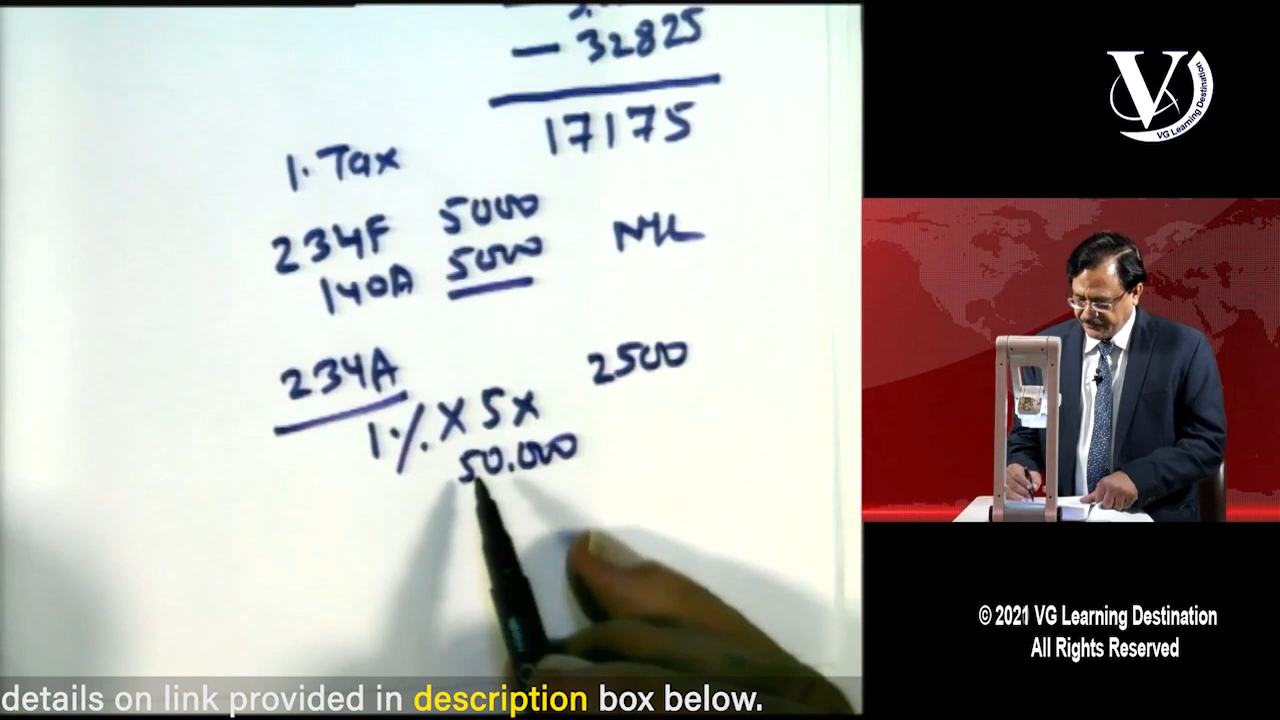 — 32825
17175
1. Tax
234F 5000 NIL
140A 5000
234A 2500
1% X 5 X
50.000
V
VG Learning Destination
© 2021 VG Learning Destination
All Rights Reserved
details on link provided in description box below.